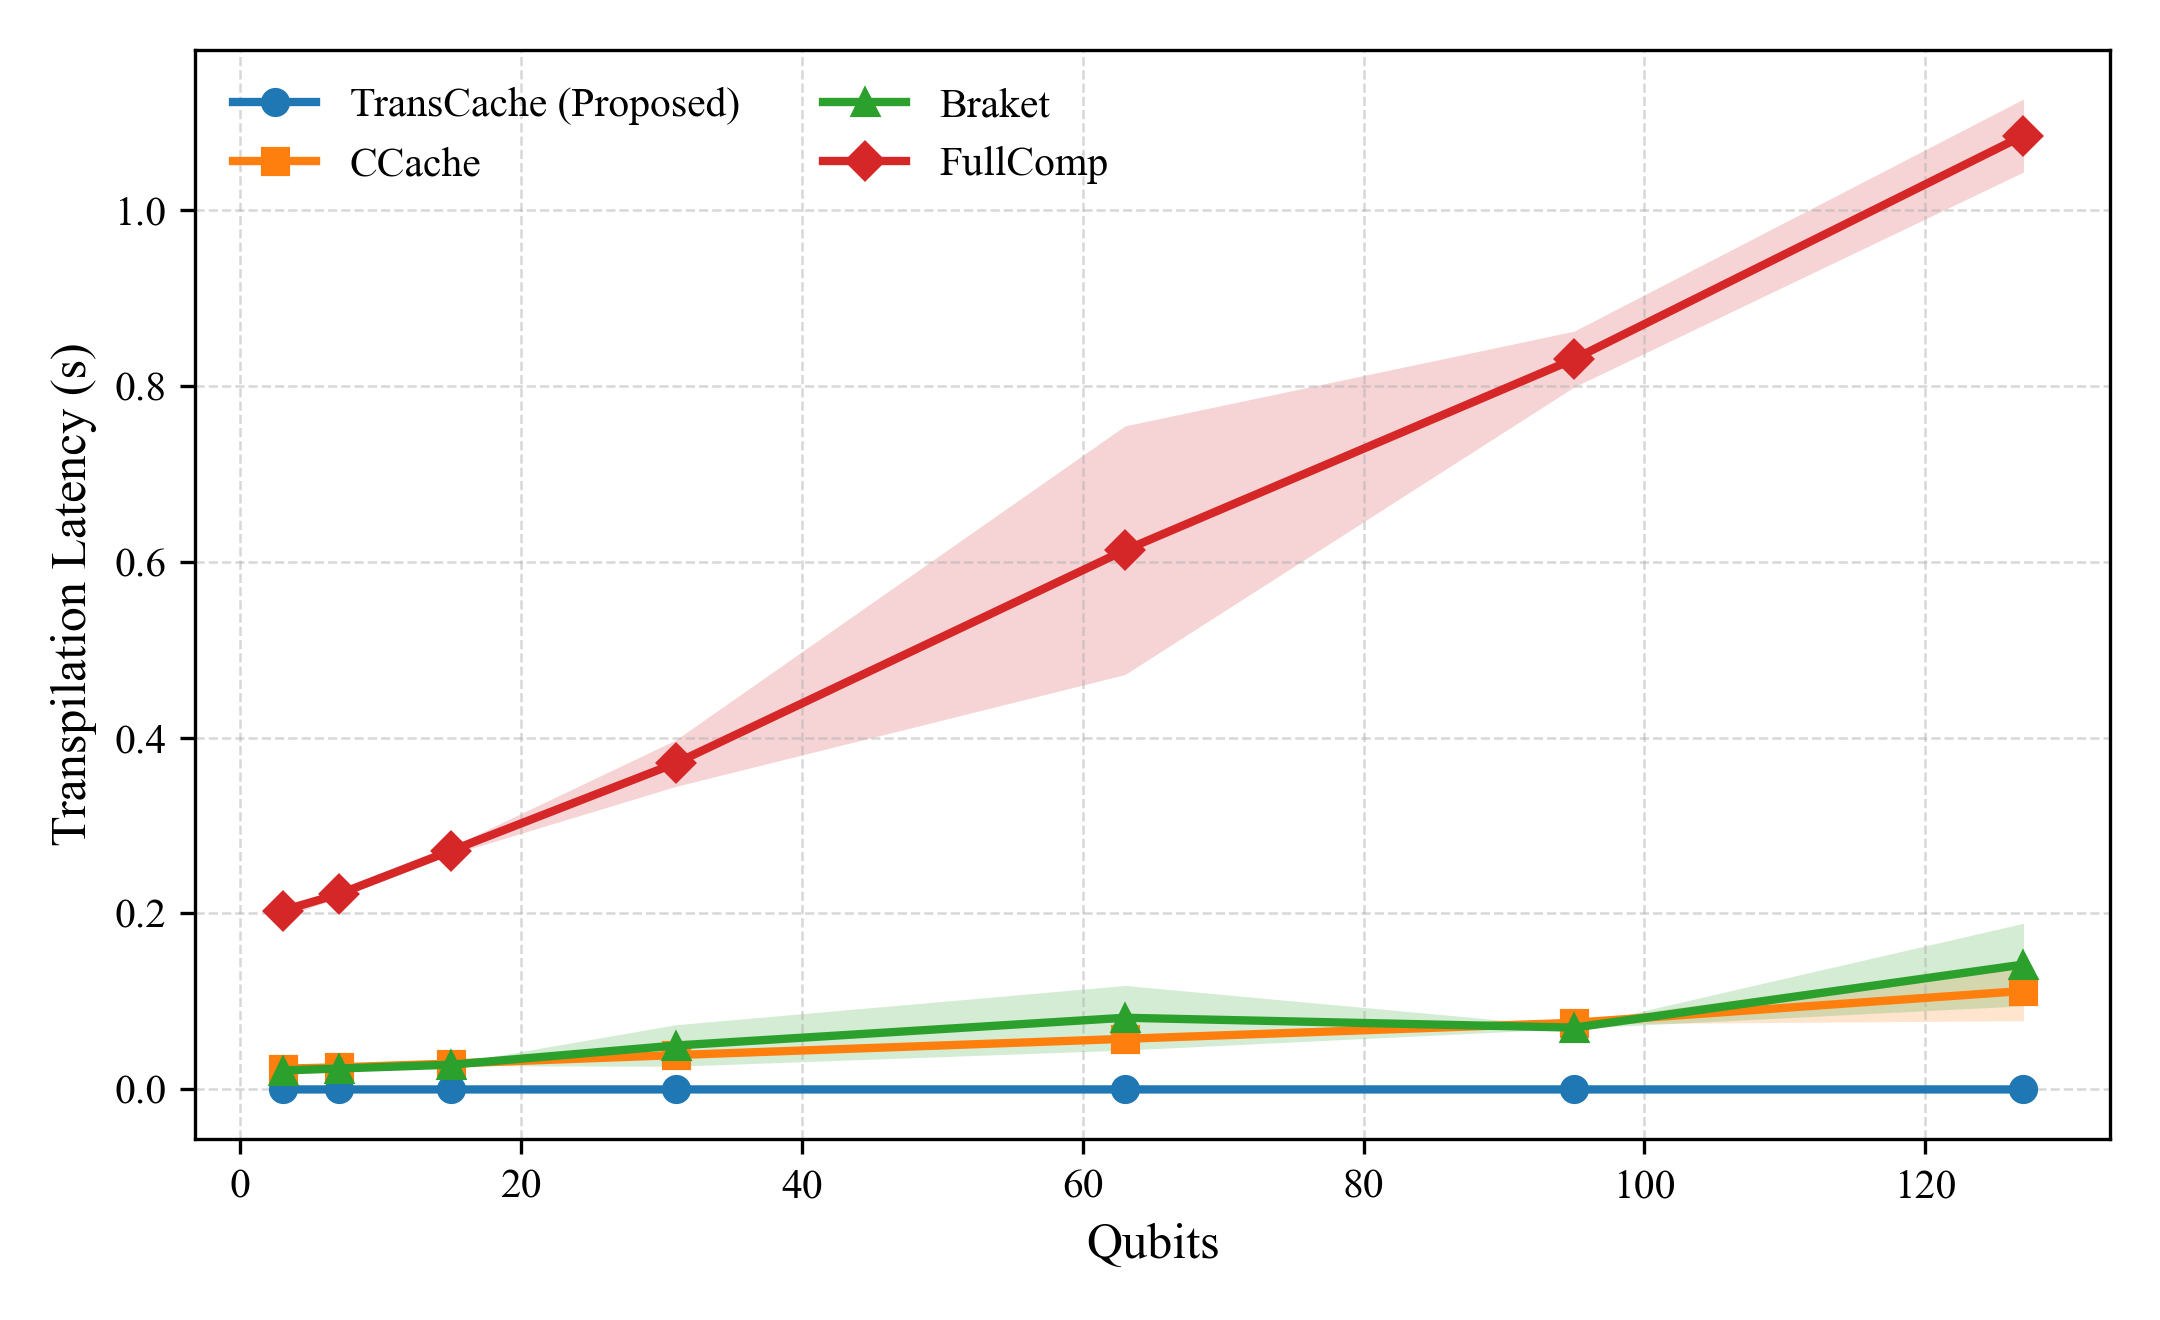 TransCache (Proposed)
CCache
Braket
FullComp
Transpilation Latency (s)
1.0
0.8
0.6
0.4
0.2
0.0
0 20 40 60 80 100 120
Qubits